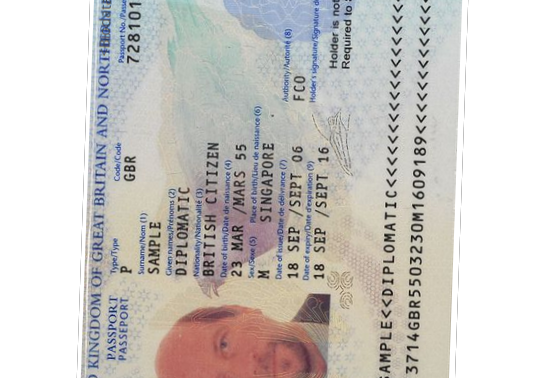 KINGDOM OF GREAT BRITAIN AND NORTHERN
PASSPORT
PASSEPORT
Type/Type
Code/Code
Passport No./Passe
P
GBR
728101
Surname/Nom (1)
SAMPLE
Given names/Prénoms (2)
DIPLOMATIC
Nationality/Nationalité (3)
BRITISH CITIZEN
Date of birth/Date de naissance (4)
23 MAR /MARS 55
Sex/Sexe (5) Place of birth/Lieu de naissance (6)
M SINGAPORE
Date of issue/Date de délivrance (7)
Authority/Autorité (8)
18 SEP /SEPT 06
FCO
Date of expiry/Date d'expiration (9)
Holder's signature/Signature d
18 SEP /SEPT 16
Holder is not
Required to
AMPLE<<DIPLOMATIC<<<<<<<<<<<<<<<
3714GBR5503230M1609189<<<<<<<<<<